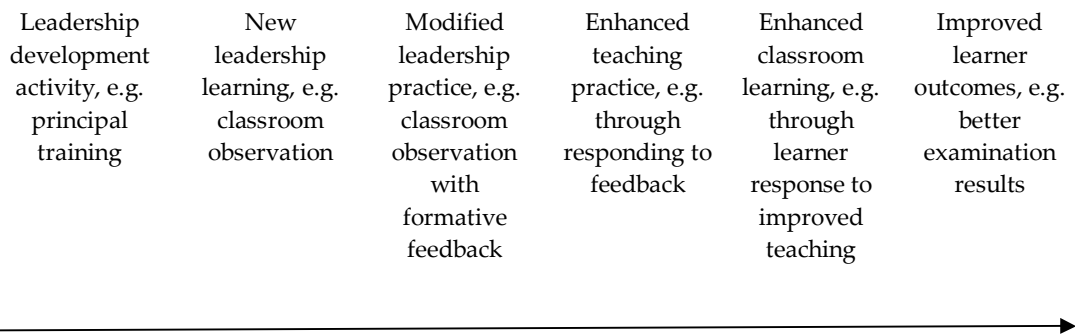 Leadership
development
activity, e.g.
principal
training
New
leadership
learning, e.g.
classroom
observation
Modified
leadership
practice, e.g.
classroom
observation
with
formative
feedback
Enhanced
teaching
practice, e.g.
through
responding to
feedback
Enhanced
classroom
learning, e.g.
through
learner
response to
improved
teaching
Improved
learner
outcomes, e.g.
better
examination
results